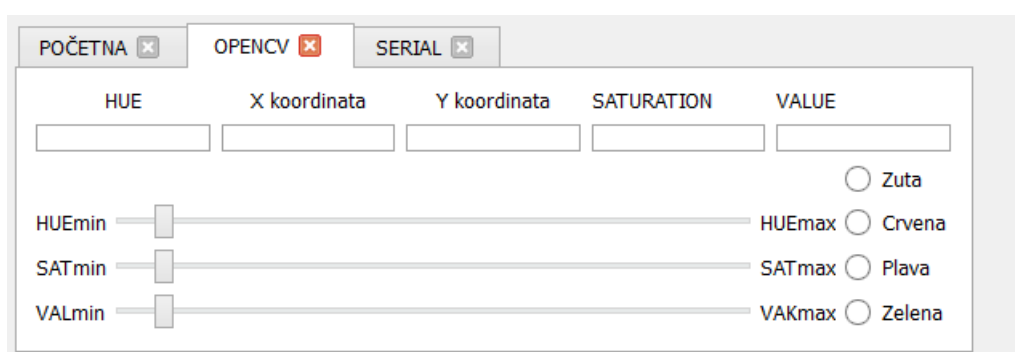 POČETNA OPENCV SERIAL
HUE X koordinata Y koordinata SATURATION VALUE
Zuta
HUEmin HUEmax Crvena
SATmin SATmax Plava
VALmin VAKmax Zelena